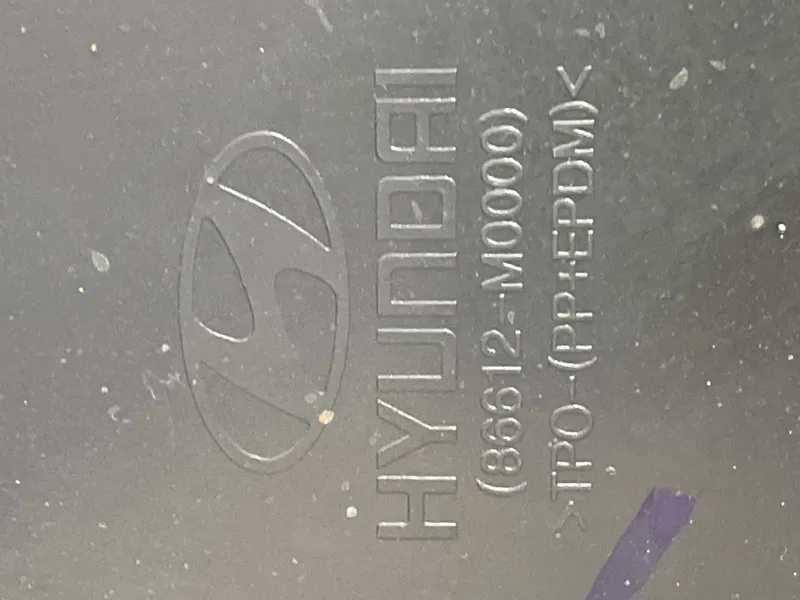 HYUNDAI
(86612-M0000)
>TPO-(PP+EPDM)<